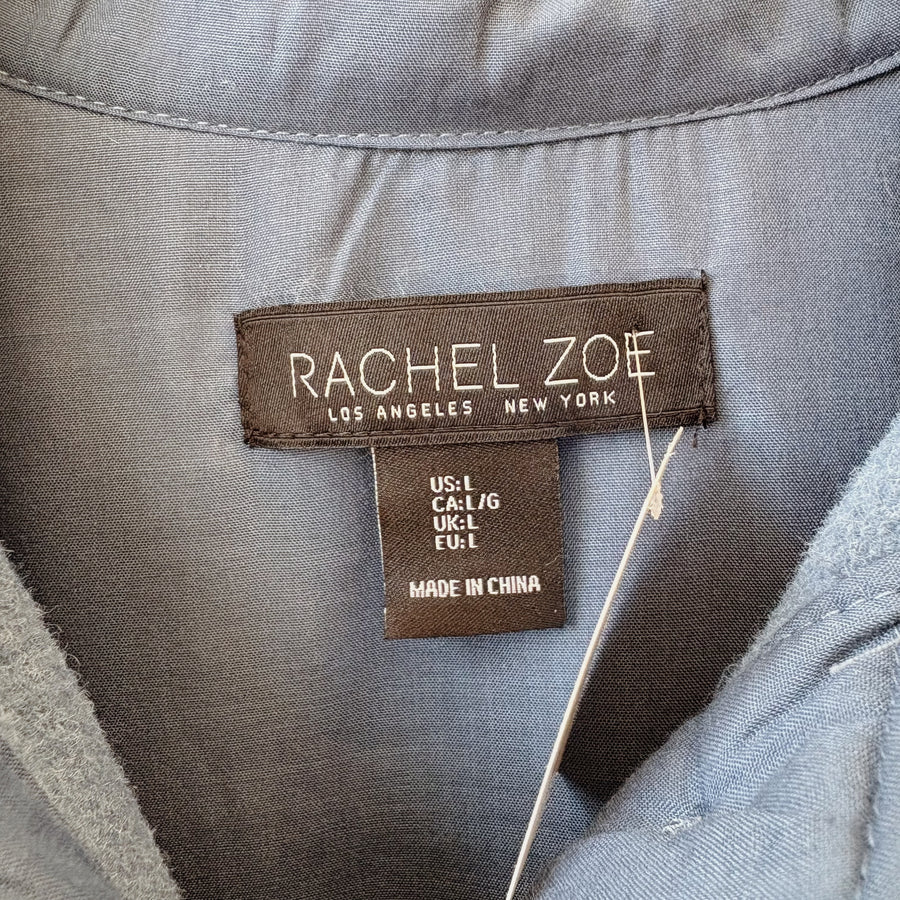 RACHEL ZOE
LOS ANGELES NEW YORK
US:L
CA:L/G
UK:L
EU:L
MADE IN CHINA